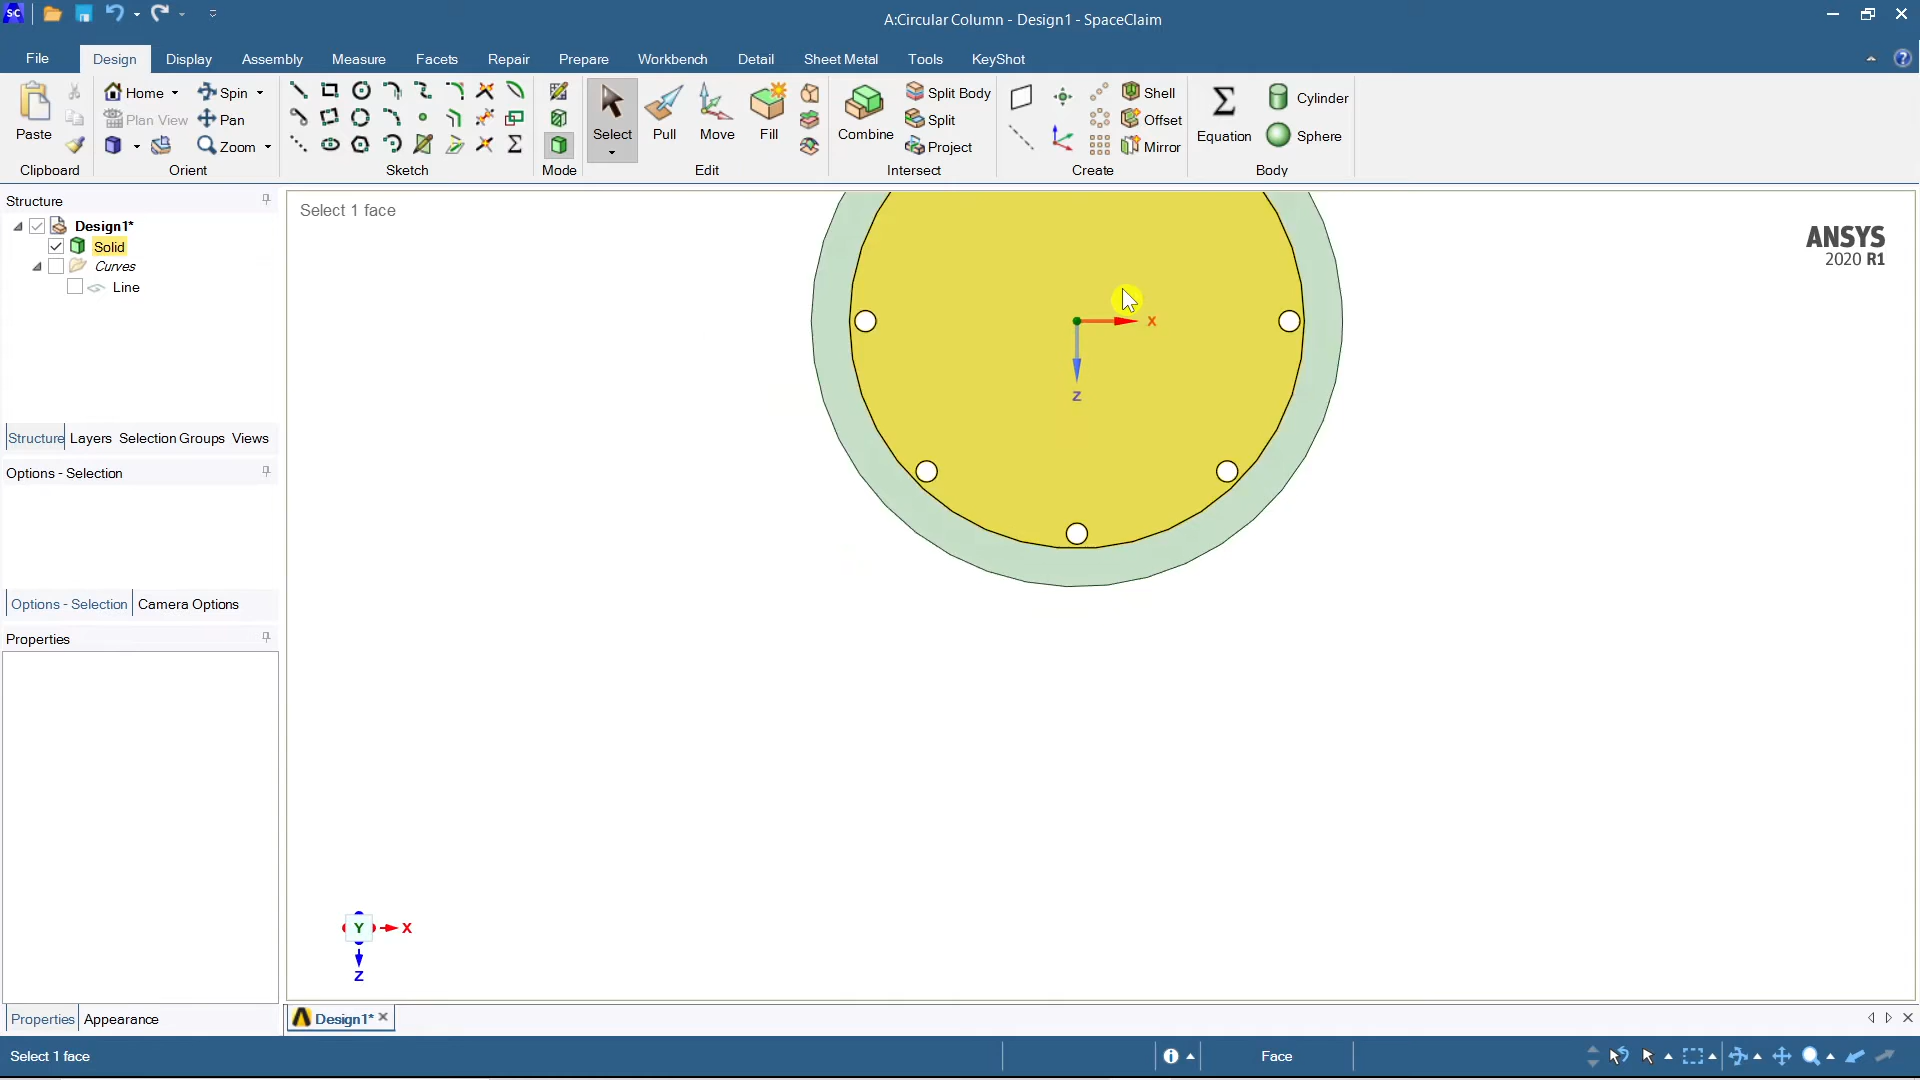 A:Circular Column - Design1 - SpaceClaim
File Design Display Assembly Measure Facets Repair Prepare Workbench Detail Sheet Metal Tools KeyShot
Paste
Clipboard
Home Spin
Plan View Pan
Zoom
Orient
Sketch
Mode
Select Pull Move Fill
Edit
Combine
Split Body
Split
Project
Intersect
Shell
Offset
Mirror
Create
Equation
Cylinder
Sphere
Body
Structure
Design1*
Solid
Curves
Line
Structure Layers Selection Groups Views
Options - Selection
Options - Selection Camera Options
Properties
Properties Appearance
Select 1 face
ANSYS
2020 R1
X
Z
Y X
Z
Design1*
Select 1 face
Face